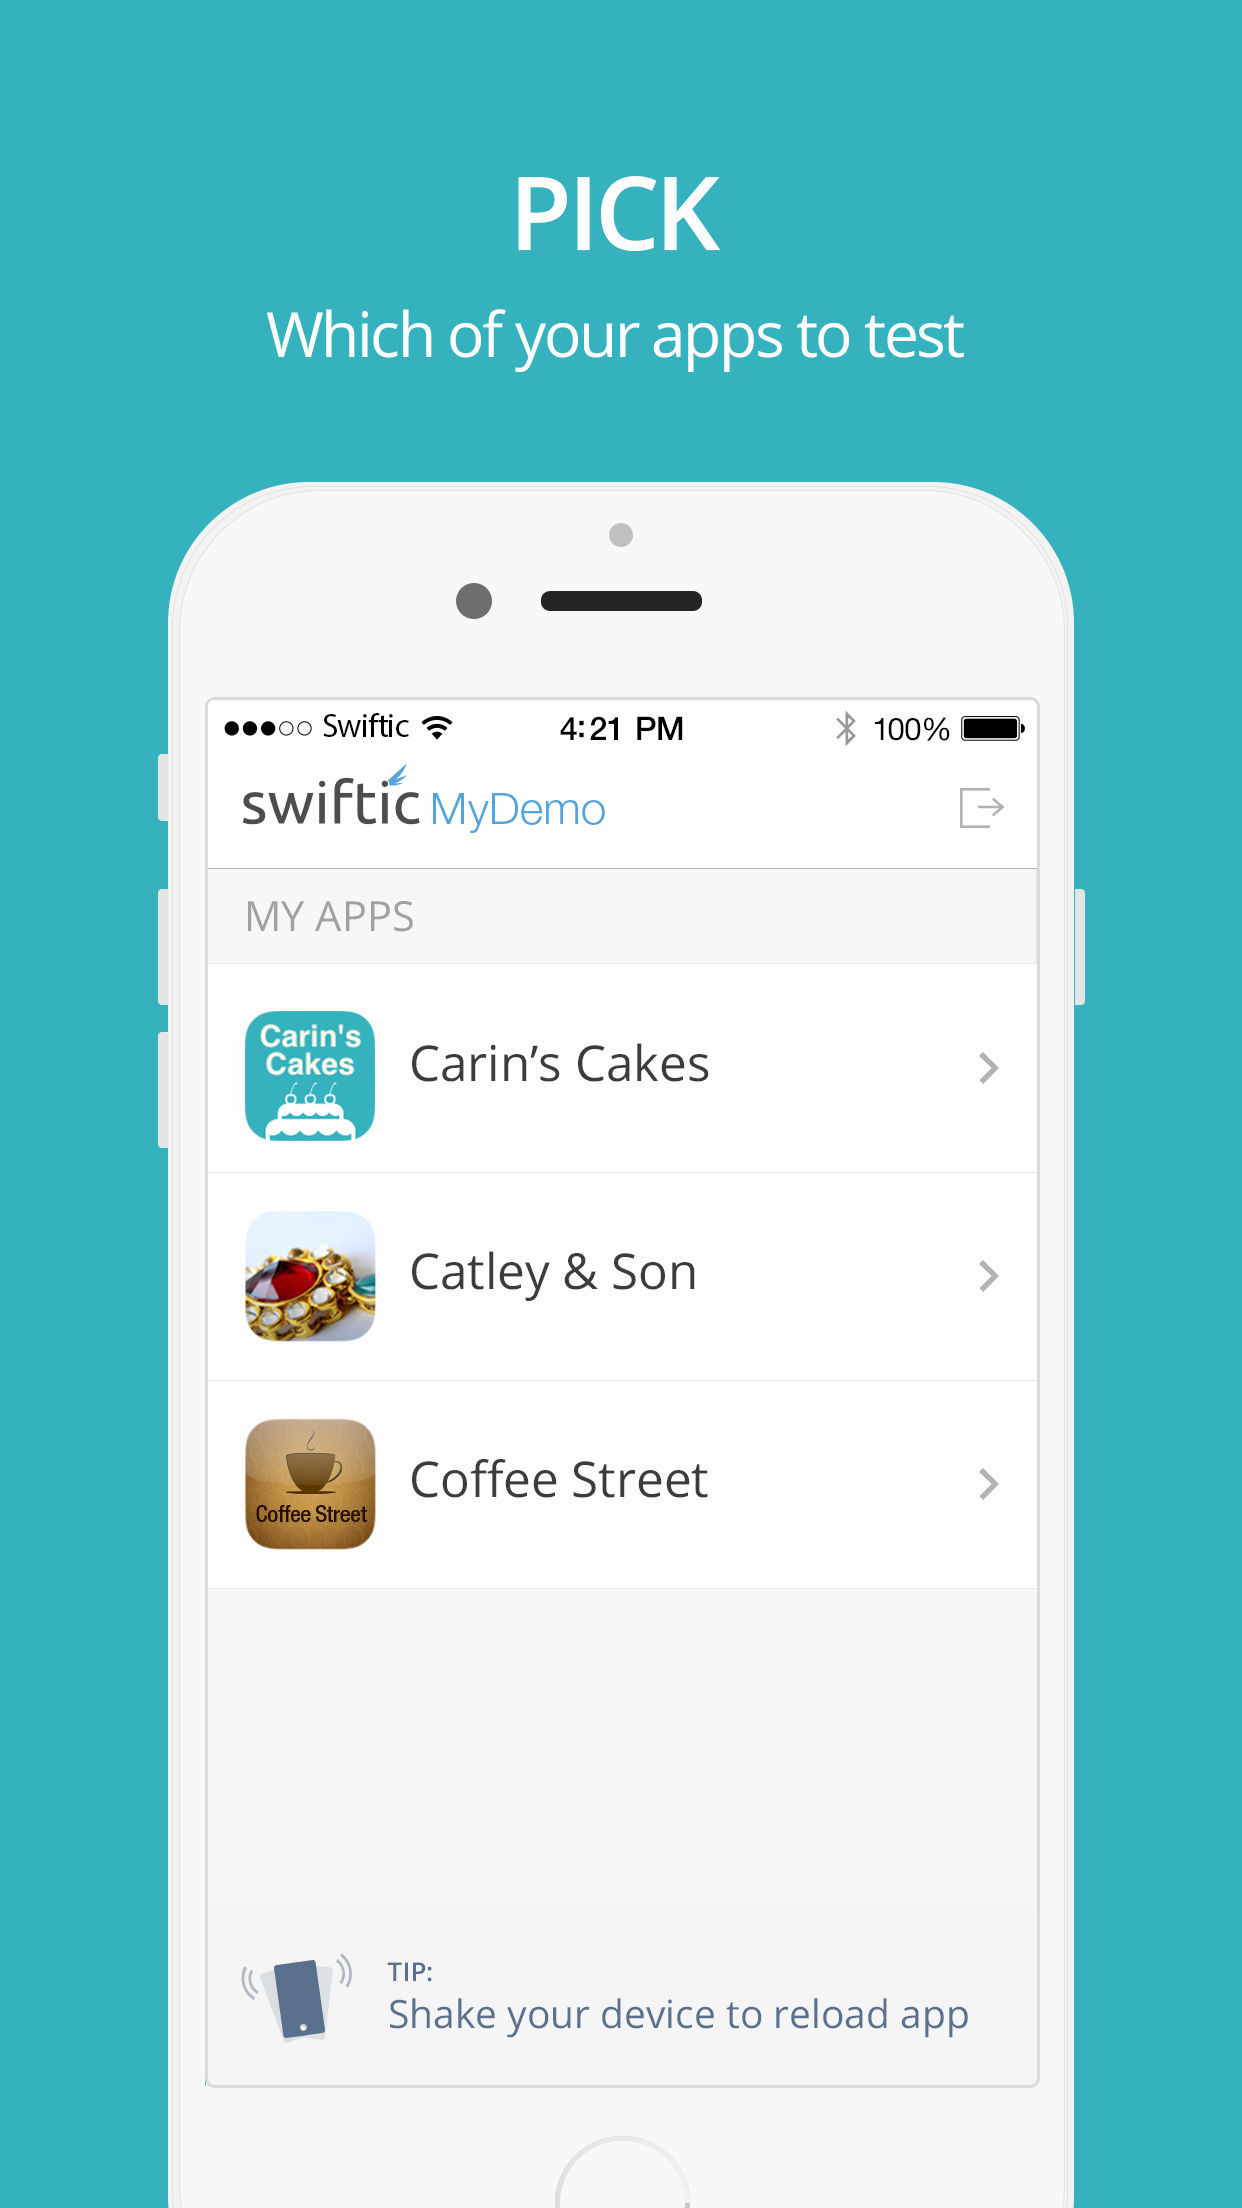 PICK
Which of your apps to test
Swiftic 4:21 PM 100%
swiftic MyDemo
MY APPS
Carin's
Cakes
Carin’s Cakes
Catley & Son
Coffee Street
Coffee Street
TIP:
Shake your device to reload app